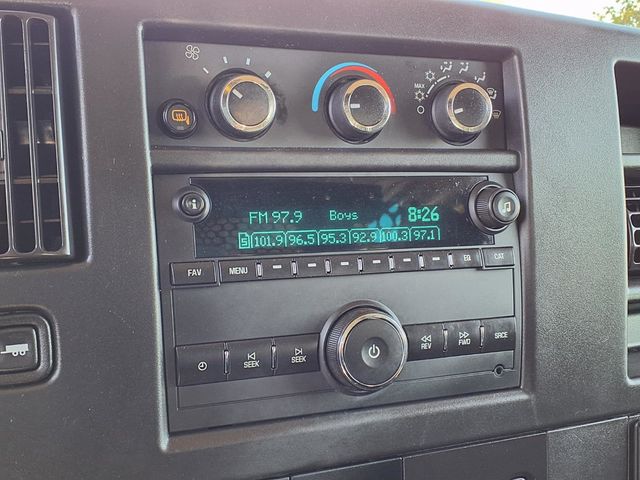 MAX
FM 97.9 Boys 8:26
101.9 96.5 95.3 92.9 100.3 97.1
FAV MENU EQ CAT
SEEK SEEK REV FWD SRCE